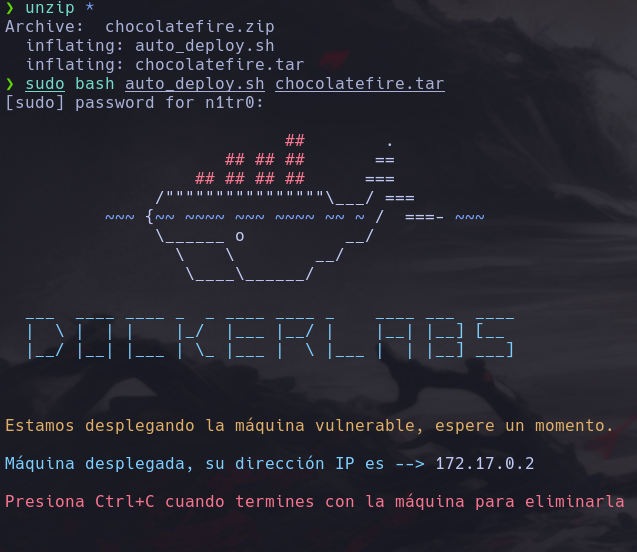 ❯ unzip *
Archive:  chocolatefire.zip
  inflating: auto_deploy.sh
  inflating: chocolatefire.tar
❯ sudo bash auto_deploy.sh chocolatefire.tar
[sudo] password for n1tr0:
                            ##        .
                      ## ## ##       ==
                   ## ## ## ##      ===
               /""""""""""""""""\___/ ===
          ~~~ {~~ ~~~~ ~~~ ~~~~ ~~ ~ /  ===- ~~~
               \______ o          __/
                 \    \        __/
                  \____\______/
  ___  ____ ____ _  _ ____ ____ _    ____ ___  ____
  |  \ |  | |    |_/  |___ |__/ |    |__| |__] [__
  |__/ |__| |___ | \_ |___ |  \ |___ |  | |__] ___]
Estamos desplegando la máquina vulnerable, espere un momento.
Máquina desplegada, su dirección IP es --> 172.17.0.2
Presiona Ctrl+C cuando termines con la máquina para eliminarla